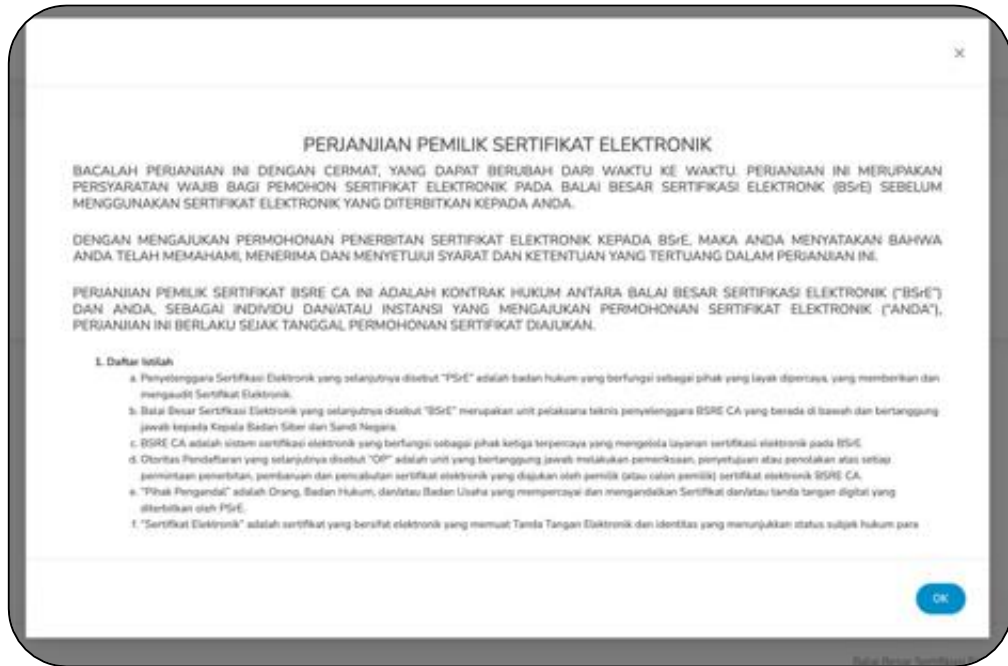 ×
PERJANJIAN PEMILIK SERTIFIKAT ELEKTRONIK
BACALAH PERJANJIAN INI DENGAN CERMAT, YANG DAPAT BERUBAH DARI WAKTU KE WAKTU. PERJANJIAN INI MERUPAKAN
PERSYARATAN WAJIB BAGI PEMOHON SERTIFIKAT ELEKTRONIK PADA BALAI BESAR SERTIFIKASI ELEKTRONK (BSrE) SEBELUM
MENGGUNAKAN SERTIFIKAT ELEKTRONIK YANG DITERBITKAN KEPADA ANDA.
DENGAN MENGAJUKAN PERMOHONAN PENERBITAN SERTIFIKAT ELEKTRONIK KEPADA BSrE, MAKA ANDA MENYATAKAN BAHWA
ANDA TELAH MEMAHAMI, MENERIMA DAN MENYETUJUI SYARAT DAN KETENTUAN YANG TERTUANG DALAM PERJANJIAN INI.
PERJANJIAN PEMILIK SERTIFIKAT BSRE CA INI ADALAH KONTRAK HUKUM ANTARA BALAI BESAR SERTIFIKASI ELEKTRONIK ("BSrE")
DAN ANDA, SEBAGAI INDIVIDU DAN/ATAU INSTANSI YANG MENGAJUKAN PERMOHONAN SERTIFIKAT ELEKTRONIK ("ANDA"),
PERJANJIAN INI BERLAKU SEJAK TANGGAL PERMOHONAN SERTIFIKAT DIAJUKAN.
1. Daftar Istilah
a. Penyelenggara Sertifikasi Elektronik yang selanjutnya disebut "PSrE" adalah badan hukum yang berfungsi sebagai pihak yang layak dipercaya, yang memberikan dan
mengaudit Sertifikat Elektronik.
b. Balai Besar Sertifikasi Elektronik yang selanjutnya disebut "BSrE" merupakan unit pelaksana teknis penyelenggara BSRE CA yang berada di bawah dan bertanggung
jawab kepada Kepala Badan Siber dan Sandi Negara.
c. BSRE CA adalah sistem sertifikasi elektronik yang berfungsi sebagai pihak ketiga terpercaya yang mengelola layanan sertifikasi elektronik pada BSrE.
d. Otoritas Pendaftaran yang selanjutnya disebut "OP" adalah unit yang bertanggung jawab melakukan pemeriksaan, penyetujuan atau penolakan atas setiap
permintaan penerbitan, pembaruan dan pencabutan sertifikat elektronik yang diajukan oleh pemilik (atau calon pemilik) sertifikat elektronik BSRE CA.
e. "Pihak Pengandal" adalah Orang, Badan Hukum, dan/atau Badan Usaha yang mempercayai dan mengandalkan Sertifikat dan/atau tanda tangan digital yang
diterbitkan oleh PSrE.
f. "Sertifikat Elektronik" adalah sertifikat yang bersifat elektronik yang memuat Tanda Tangan Elektronik dan identitas yang menunjukkan status subjek hukum para
OK
Balai Besar Sertifikasi